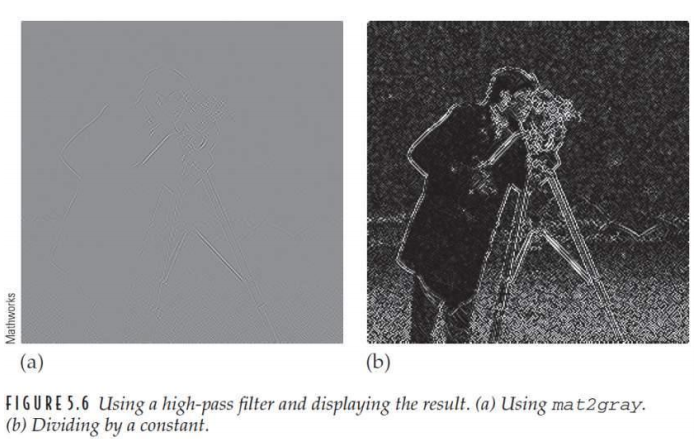 Mathworks
(a)
(b)
FIGURE 5.6 Using a high-pass filter and displaying the result. (a) Using mat2gray.
(b) Dividing by a constant.